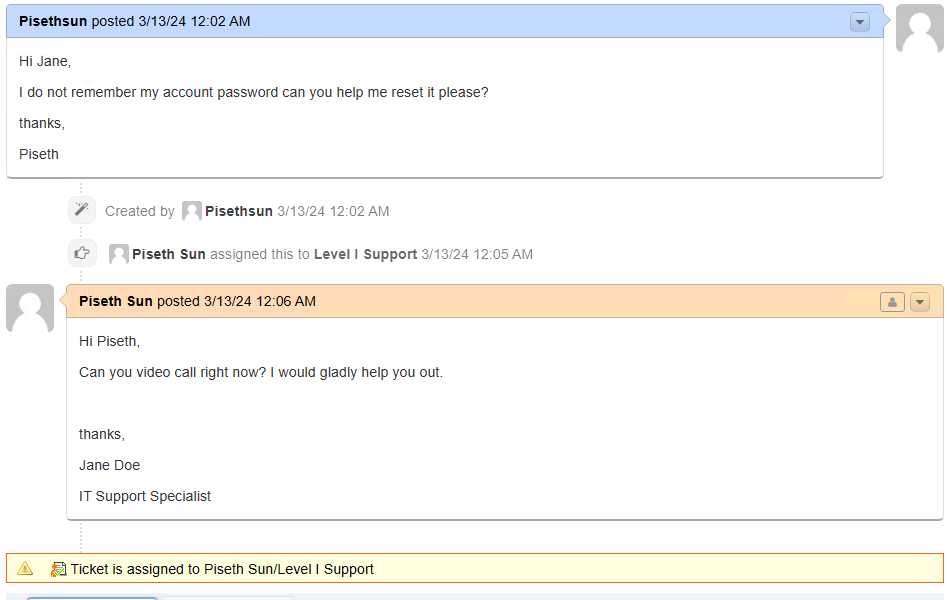 Pisethsun posted 3/13/24 12:02 AM
Hi Jane,
I do not remember my account password can you help me reset it please?
thanks,
Piseth
Created by Pisethsun 3/13/24 12:02 AM
Piseth Sun assigned this to Level I Support 3/13/24 12:05 AM
Piseth Sun posted 3/13/24 12:06 AM
Hi Piseth,
Can you video call right now? I would gladly help you out.
thanks,
Jane Doe
IT Support Specialist
Ticket is assigned to Piseth Sun/Level I Support